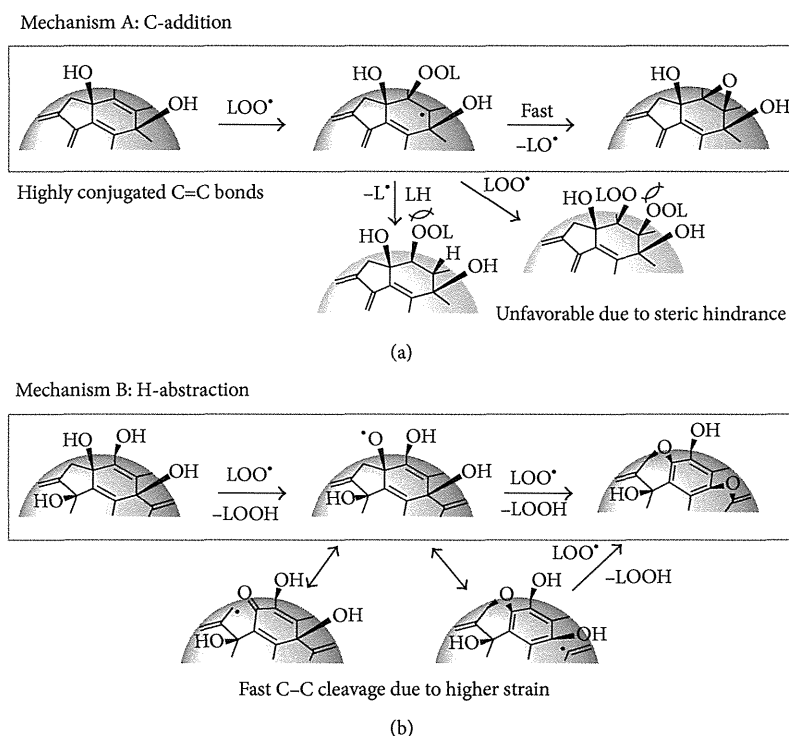 Mechanism A: C-addition
HO
OH
LOO•
HO
OOL
•
OH
Fast
−LO•
HO
O
OH
Highly conjugated C=C bonds
−L•
LH
LOO•
HO
OOL
H
OH
HO
LOO
OOL
OH
Unfavorable due to steric hindrance
(a)
Mechanism B: H-abstraction
HO
OH
OH
HO
LOO•
−LOOH
•O
OH
OH
HO
LOO•
−LOOH
OH
O
O
HO
LOO•
−LOOH
O
OH
OH
•
HO
O
OH
OH
HO
•
Fast C–C cleavage due to higher strain
(b)